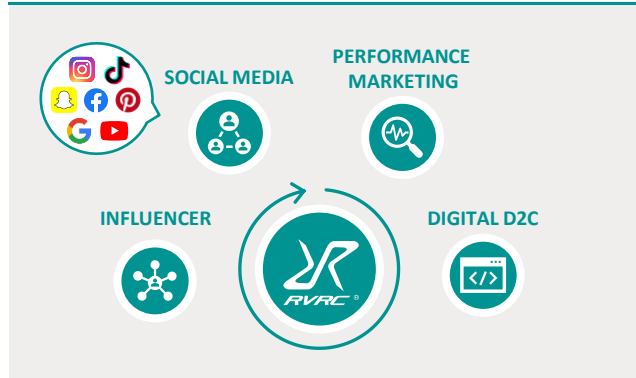 PERFORMANCE
MARKETING
SOCIAL MEDIA
INFLUENCER
DIGITAL D2C
</>
RVRC®